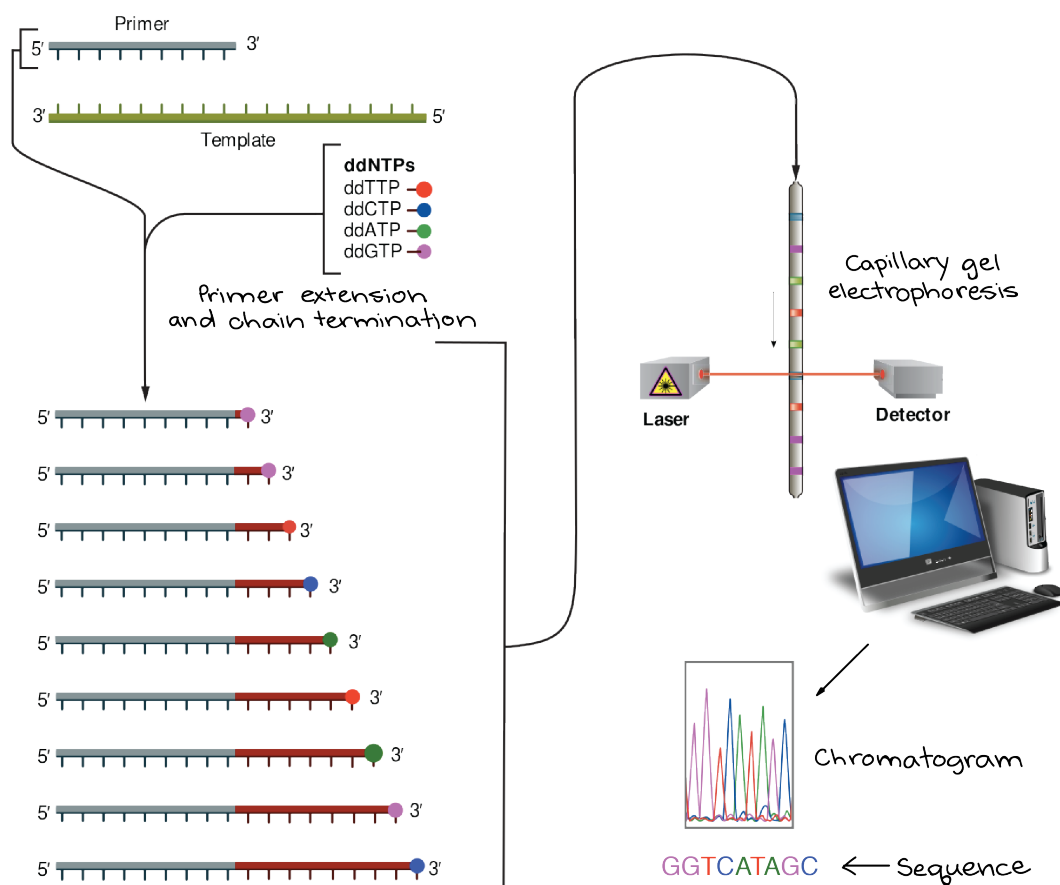 Primer
5′ 3′
3′ 5′
Template
ddNTPs
ddTTP
ddCTP
ddATP
ddGTP
Primer extension
and chain termination
5′ 3′
5′ 3′
5′ 3′
5′ 3′
5′ 3′
5′ 3′
5′ 3′
5′ 3′
5′ 3′
Capillary gel
electrophoresis
Laser
Detector
Chromatogram
GGTCATAGC
Sequence